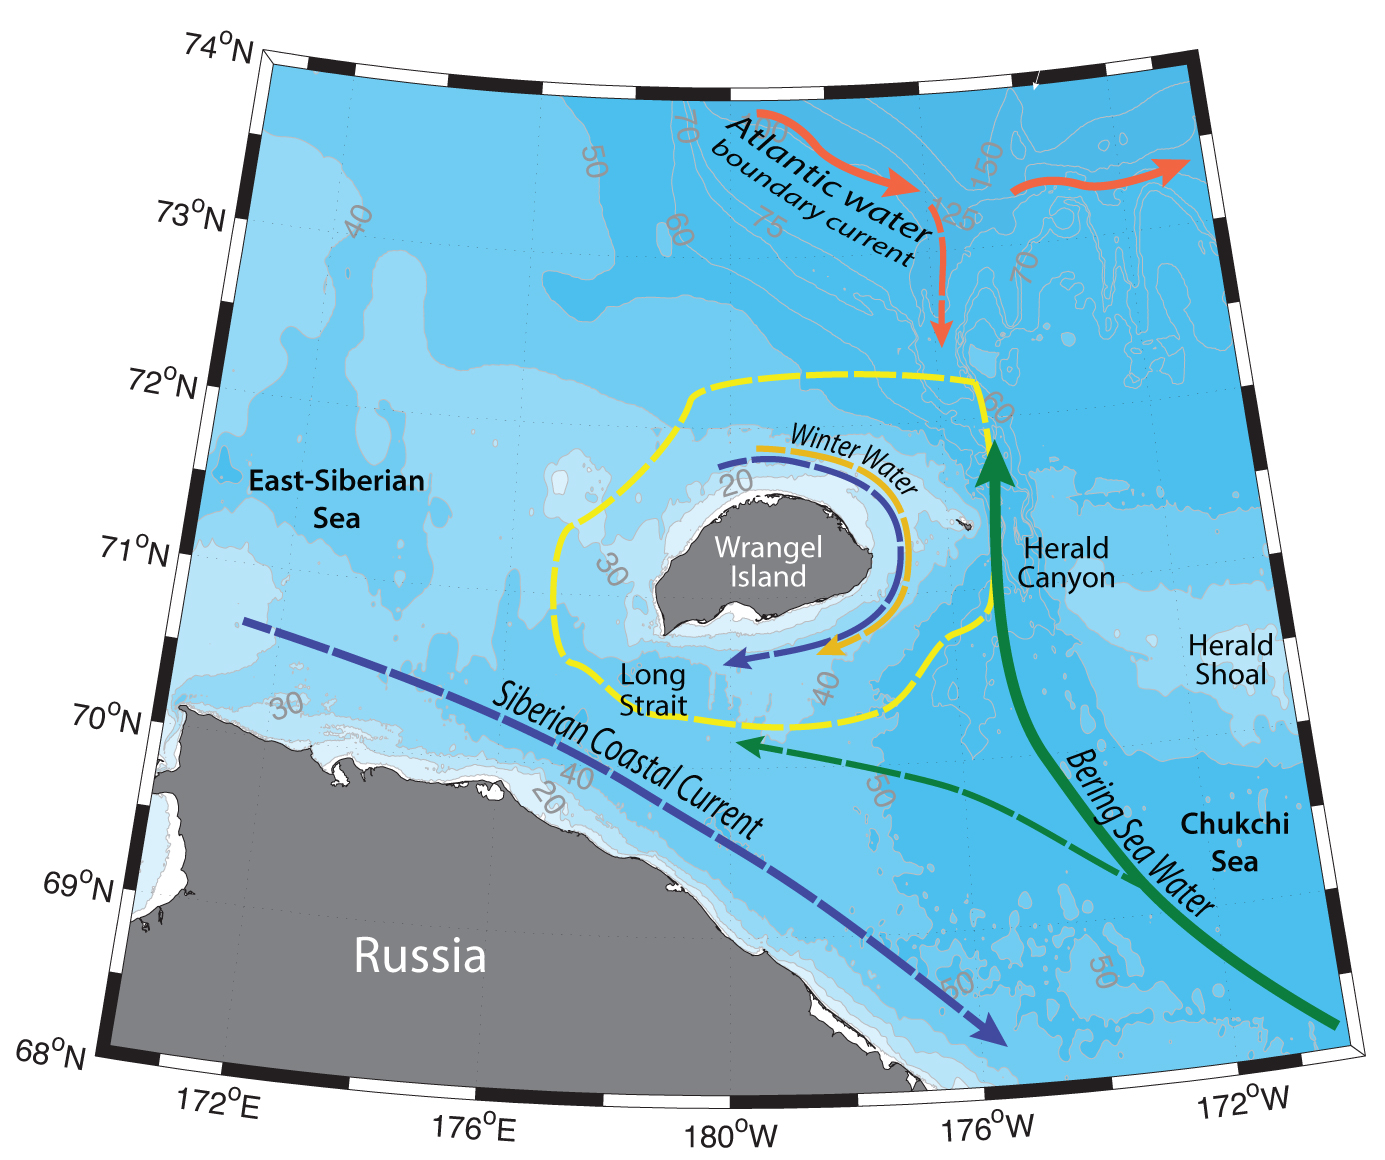 74°N
73°N
72°N
71°N
70°N
69°N
68°N
172°E
176°E
180°W
176°W
172°W
Atlantic water
boundary current
50
70
150
125
40
60
75
70
60
Winter Water
20
East-Siberian
Sea
Wrangel
Island
30
Herald
Canyon
Herald
Shoal
Long
Strait
40
30
Siberian Coastal Current
40
20
50
Bering Sea Water
Chukchi
Sea
Russia
50
50